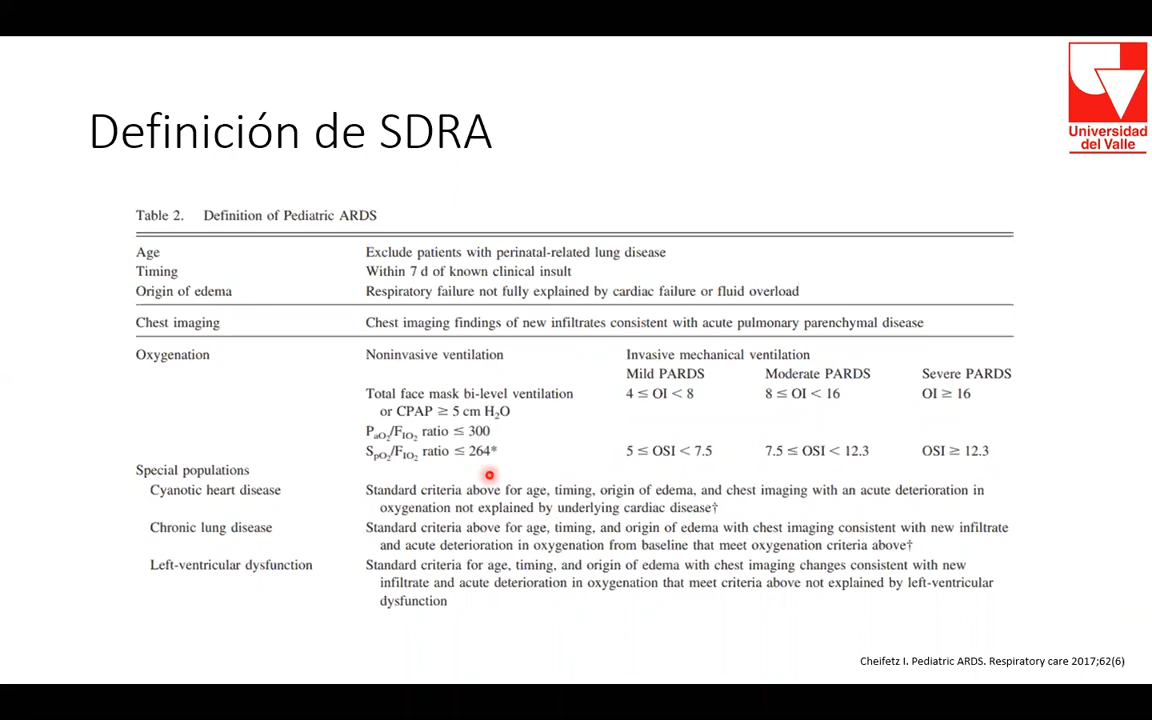 Universidad
del Valle
Definición de SDRA
Table 2. Definition of Pediatric ARDS
Age Exclude patients with perinatal-related lung disease
Timing Within 7 d of known clinical insult
Origin of edema Respiratory failure not fully explained by cardiac failure or fluid overload
Chest imaging Chest imaging findings of new infiltrates consistent with acute pulmonary parenchymal disease
Oxygenation Noninvasive ventilation Invasive mechanical ventilation
Mild PARDS Moderate PARDS Severe PARDS
Total face mask bi-level ventilation 4 ≤ OI < 8 8 ≤ OI < 16 OI ≥ 16
or CPAP ≥ 5 cm H2O
PaO2/FIO2 ratio ≤ 300
SpO2/FIO2 ratio ≤ 264* 5 ≤ OSI < 7.5 7.5 ≤ OSI < 12.3 OSI ≥ 12.3
Special populations
Cyanotic heart disease Standard criteria above for age, timing, origin of edema, and chest imaging with an acute deterioration in
oxygenation not explained by underlying cardiac disease†
Chronic lung disease Standard criteria above for age, timing, and origin of edema with chest imaging consistent with new infiltrate
and acute deterioration in oxygenation from baseline that meet oxygenation criteria above†
Left-ventricular dysfunction Standard criteria for age, timing, and origin of edema with chest imaging changes consistent with new
infiltrate and acute deterioration in oxygenation that meet criteria above not explained by left-ventricular
dysfunction
Cheifetz I. Pediatric ARDS. Respiratory care 2017;62(6)